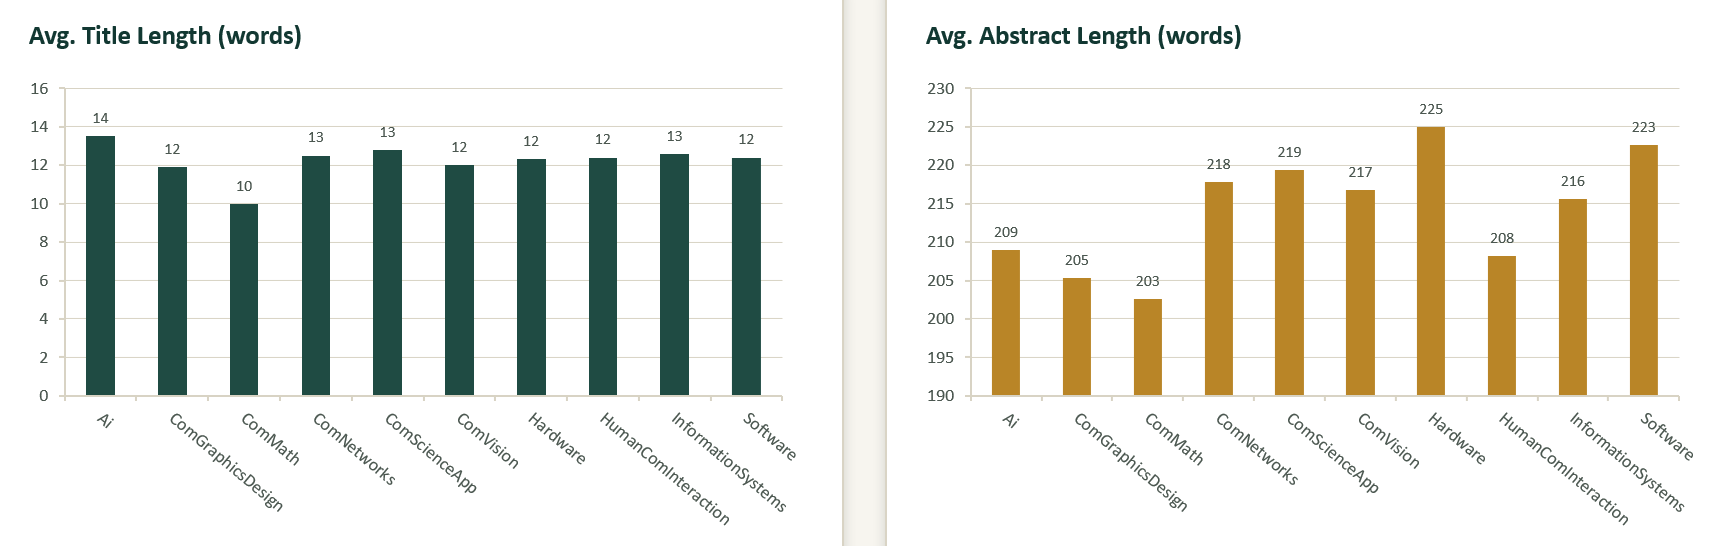 Avg. Title Length (words)
16
14
12
10
8
6
4
2
0
14
12
10
13
13
12
12
12
13
12
Ai
ComGraphicsDesign
ComMath
ComNetworks
ComScienceApp
ComVision
Hardware
HumanComInteraction
InformationSystems
Software
Avg. Abstract Length (words)
230
225
220
215
210
205
200
195
190
209
205
203
218
219
217
225
208
216
223
Ai
ComGraphicsDesign
ComMath
ComNetworks
ComScienceApp
ComVision
Hardware
HumanComInteraction
InformationSystems
Software